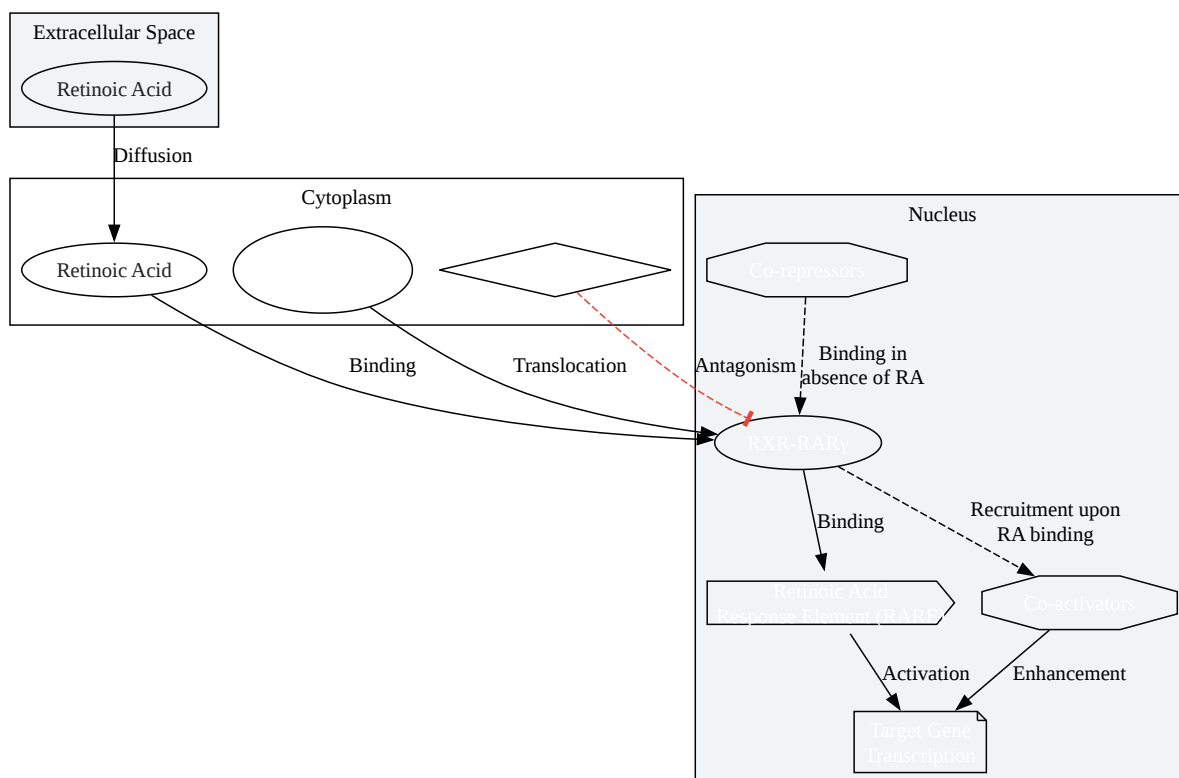 Extracellular Space
Retinoic Acid
Diffusion
Cytoplasm
Retinoic Acid
Nucleus
Co-repressors
Binding
Translocation
Antagonism
Binding in
absence of RA
RXR-RARγ
Binding
Recruitment upon
RA binding
Retinoic Acid
Response Element (RARE)
Co-activators
Activation
Enhancement
Target Gene
Transcription